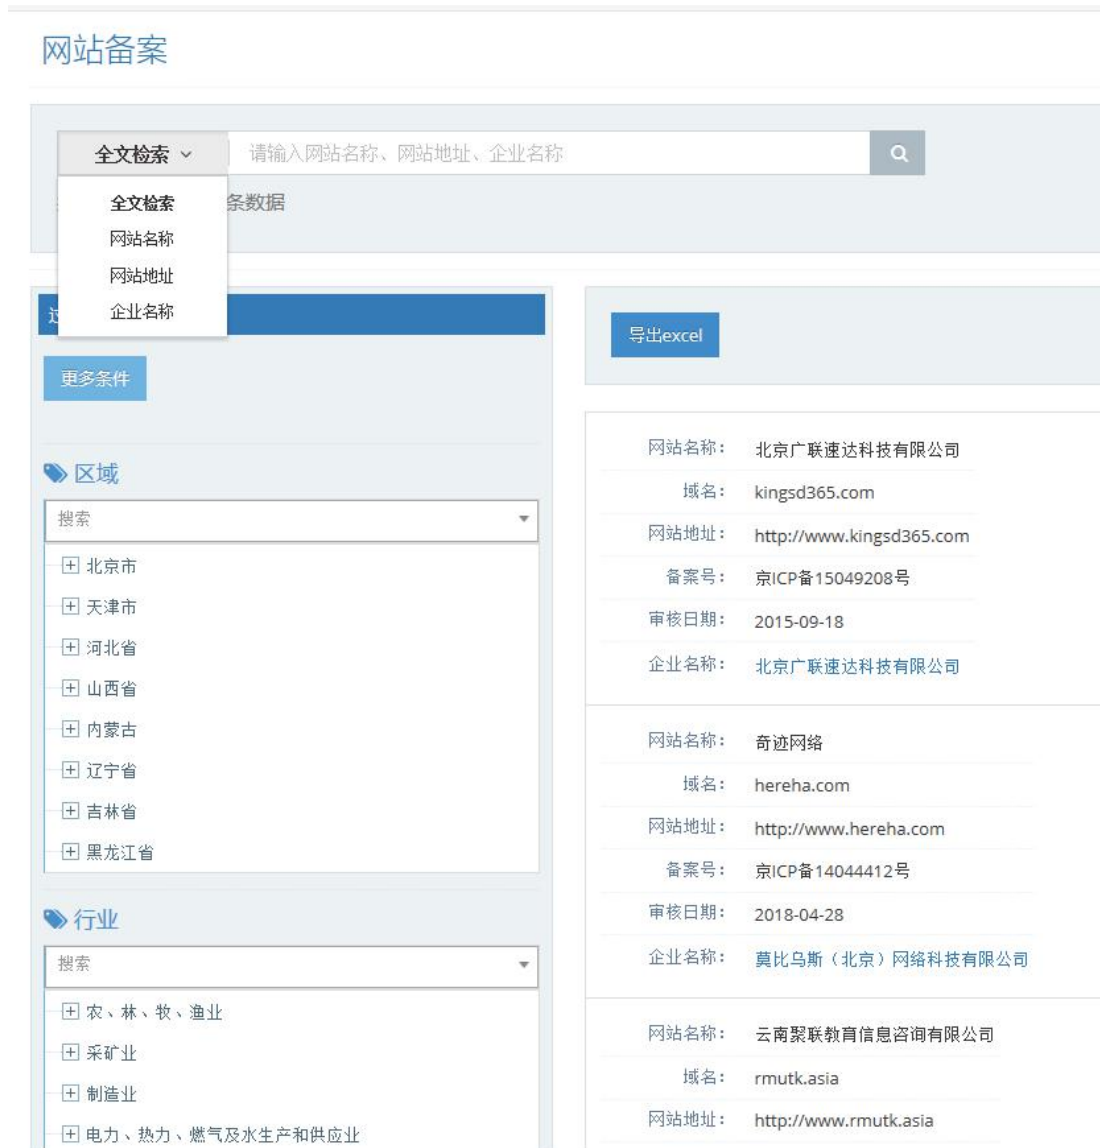 网站备案
全文检索
请输入网站名称、网站地址、企业名称
全文检索
条数据
网站名称
网站地址
企业名称
更多条件
区域
搜索
北京市
天津市
河北省
山西省
内蒙古
辽宁省
吉林省
黑龙江省
行业
搜索
农、林、牧、渔业
采矿业
制造业
电力、热力、燃气及水生产和供应业
导出excel
网站名称： 北京广联速达科技有限公司
域名： kingsd365.com
网站地址： http://www.kingsd365.com
备案号： 京ICP备15049208号
审核日期： 2015-09-18
企业名称： 北京广联速达科技有限公司
网站名称： 奇迹网络
域名： hereha.com
网站地址： http://www.hereha.com
备案号： 京ICP备14044412号
审核日期： 2018-04-28
企业名称： 莫比乌斯（北京）网络科技有限公司
网站名称： 云南聚联教育信息咨询有限公司
域名： rmutk.asia
网站地址： http://www.rmutk.asia